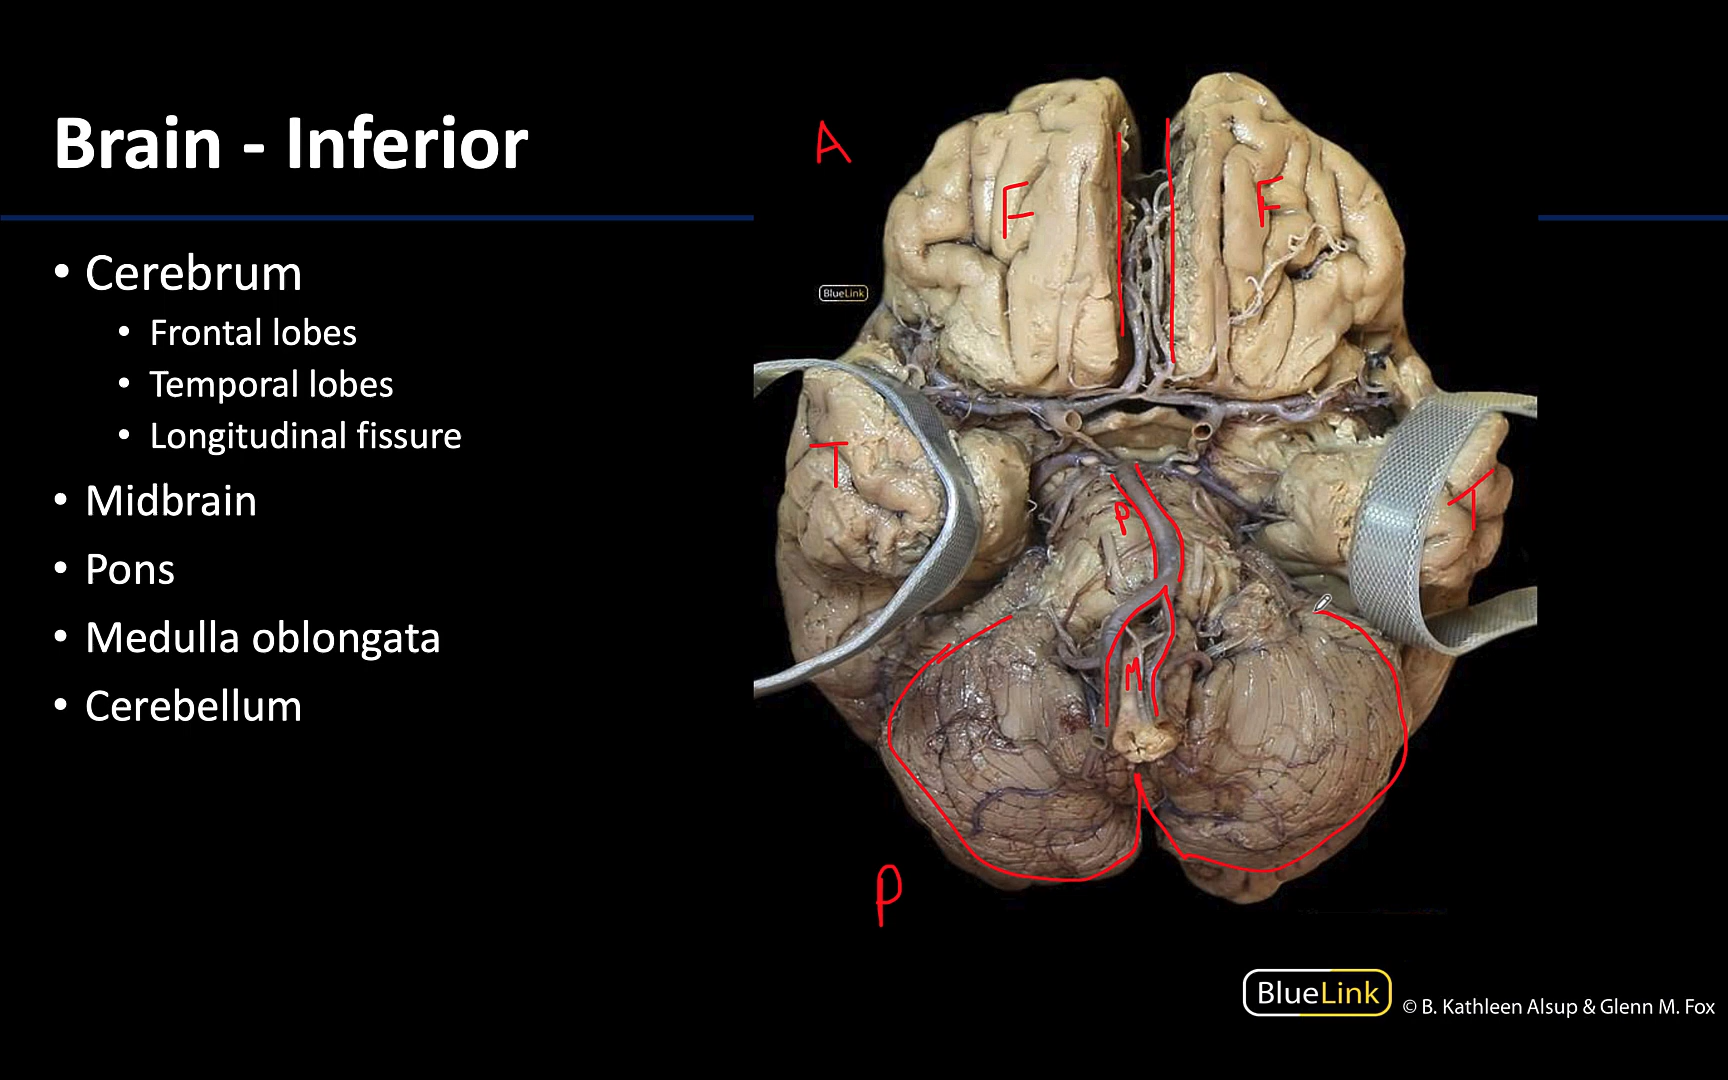 Brain - Inferior
• Cerebrum
• Frontal lobes
• Temporal lobes
• Longitudinal fissure
• Midbrain
• Pons
• Medulla oblongata
• Cerebellum
A
F
F
BlueLink
T
T
P
M
P
BlueLink
© B. Kathleen Alsup & Glenn M. Fox